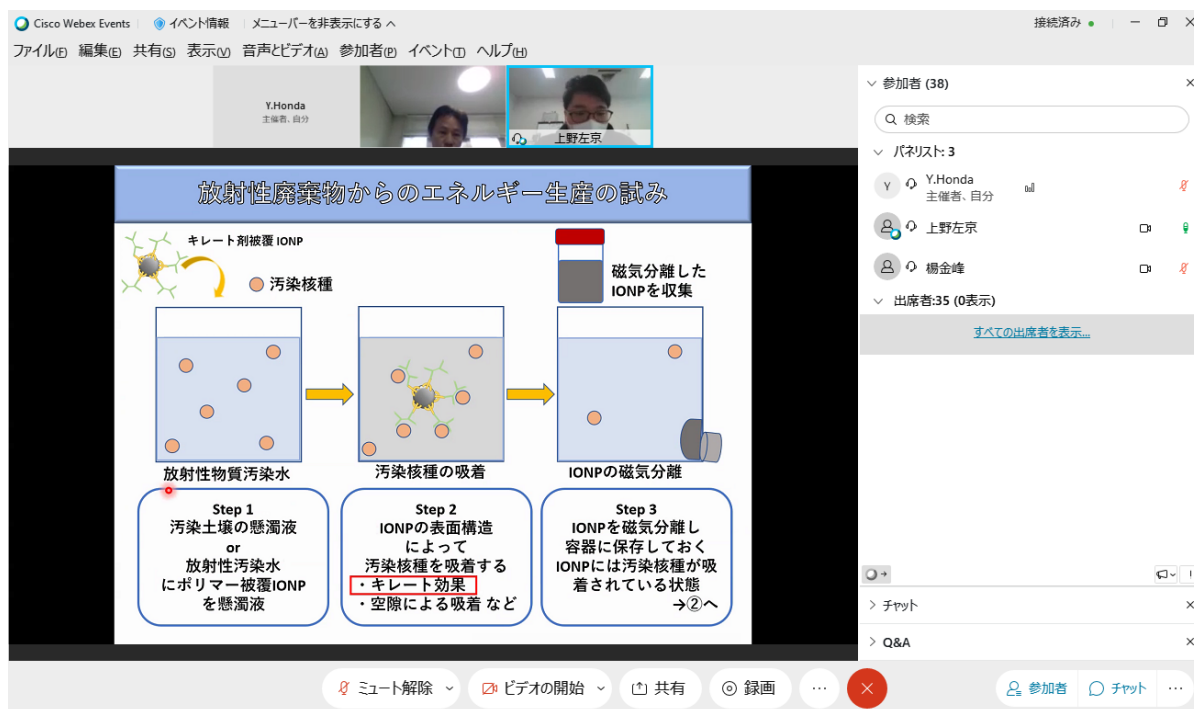 Cisco Webex Events
イベント情報
メニューバーを非表示にする
接続済み
ファイル(F) 編集(E) 共有(S) 表示(V) 音声とビデオ(A) 参加者(P) イベント(T) ヘルプ(H)
Y.Honda
主催者、自分
上野左京
放射性廃棄物からのエネルギー生産の試み
キレート剤被覆 IONP
汚染核種
磁気分離した
IONPを収集
放射性物質汚染水
汚染核種の吸着
IONPの磁気分離
Step 1
汚染土壌の懸濁液
or
放射性汚染水
にポリマー被覆IONP
を懸濁液
Step 2
IONPの表面構造
によって
汚染核種を吸着する
・キレート効果
・空隙による吸着 など
Step 3
IONPを磁気分離し
容器に保存しておく
IONPには汚染核種が吸
着されている状態
→②へ
参加者 (38)
検索
パネリスト: 3
Y
Y.Honda
主催者、自分
上野左京
楊金峰
出席者:35 (0表示)
すべての出席者を表示...
チャット
Q&A
ミュート解除
ビデオの開始
共有
録画
参加者
チャット